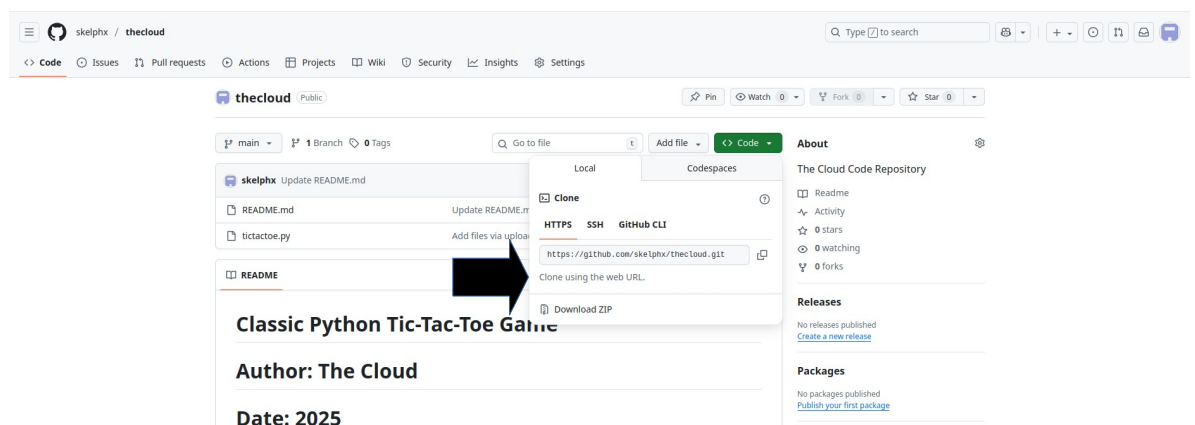 skelphx / thecloud
Type / to search
Code Issues Pull requests Actions Projects Wiki Security Insights Settings
thecloud Public
Pin Watch 0 Fork 0 Star 0
main 1 Branch 0 Tags
Go to file t
Add file
Code
skelphx Update README.md
README.md Update README.m
tictactoe.py Add files via uploa
README
Classic Python Tic-Tac-Toe Game
Author: The Cloud
Date: 2025
Local Codespaces
Clone
HTTPS SSH GitHub CLI
https://github.com/skelphx/thecloud.git
Clone using the web URL.
Download ZIP
About
The Cloud Code Repository
Readme
Activity
0 stars
0 watching
0 forks
Releases
No releases published
Create a new release
Packages
No packages published
Publish your first package